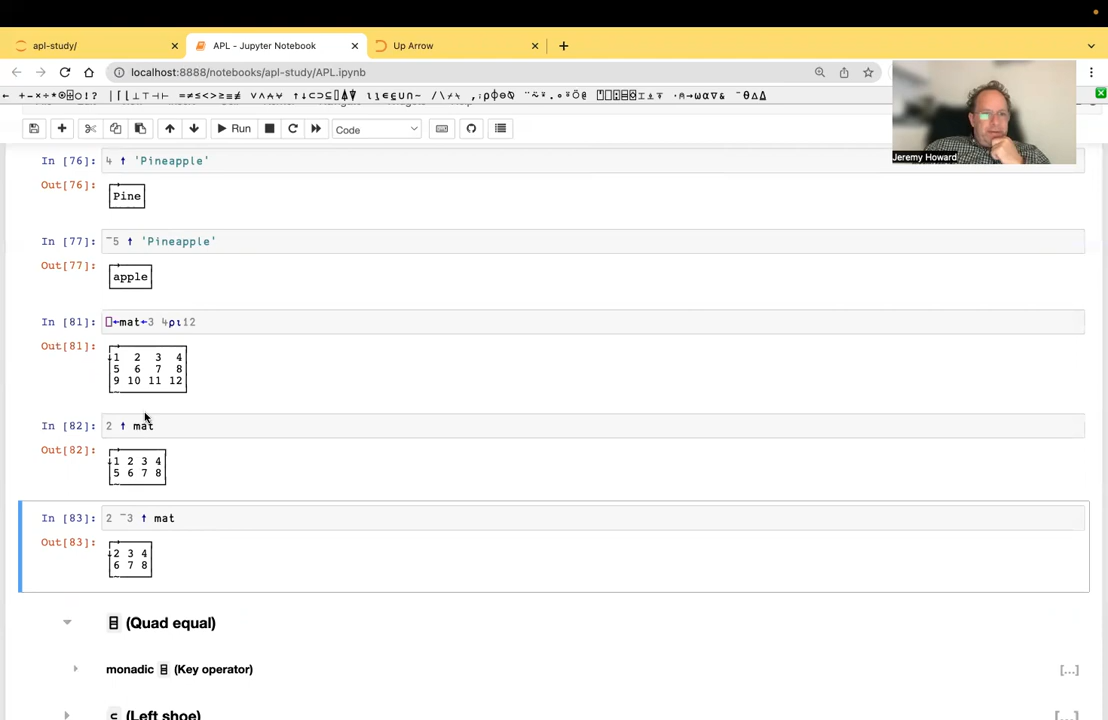 apl-study/
APL - Jupyter Notebook
Up Arrow
localhost:8888/notebooks/apl-study/APL.ipynb
Jeremy Howard
Run
Code
In [76]: 4 ↑ 'Pineapple'
Out[76]:
Pine
In [77]: ¯5 ↑ 'Pineapple'
Out[77]:
apple
In [81]: ⎕←mat←3 4⍴⍳12
Out[81]:
1 2 3 4
5 6 7 8
9 10 11 12
In [82]: 2 ↑ mat
Out[82]:
1 2 3 4
5 6 7 8
In [83]: 2 ¯3 ↑ mat
Out[83]:
2 3 4
6 7 8
⌸ (Quad equal)
monadic ⌸ (Key operator)
[...]
⊂ (Left shoe)
[...]